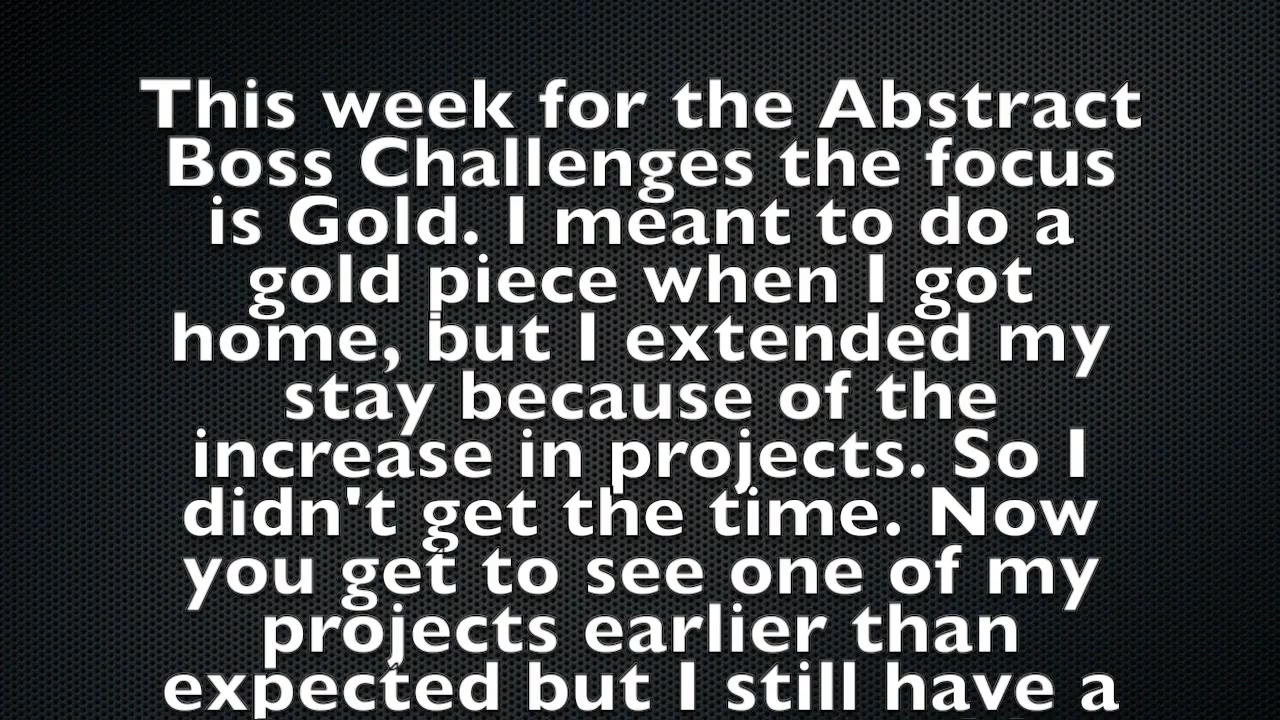 This week for the Abstract
Boss Challenges the focus
is Gold. I meant to do a
gold piece when I got
home, but I extended my
stay because of the
increase in projects. So I
didn't get the time. Now
you get to see one of my
projects earlier than
expected but I still have a